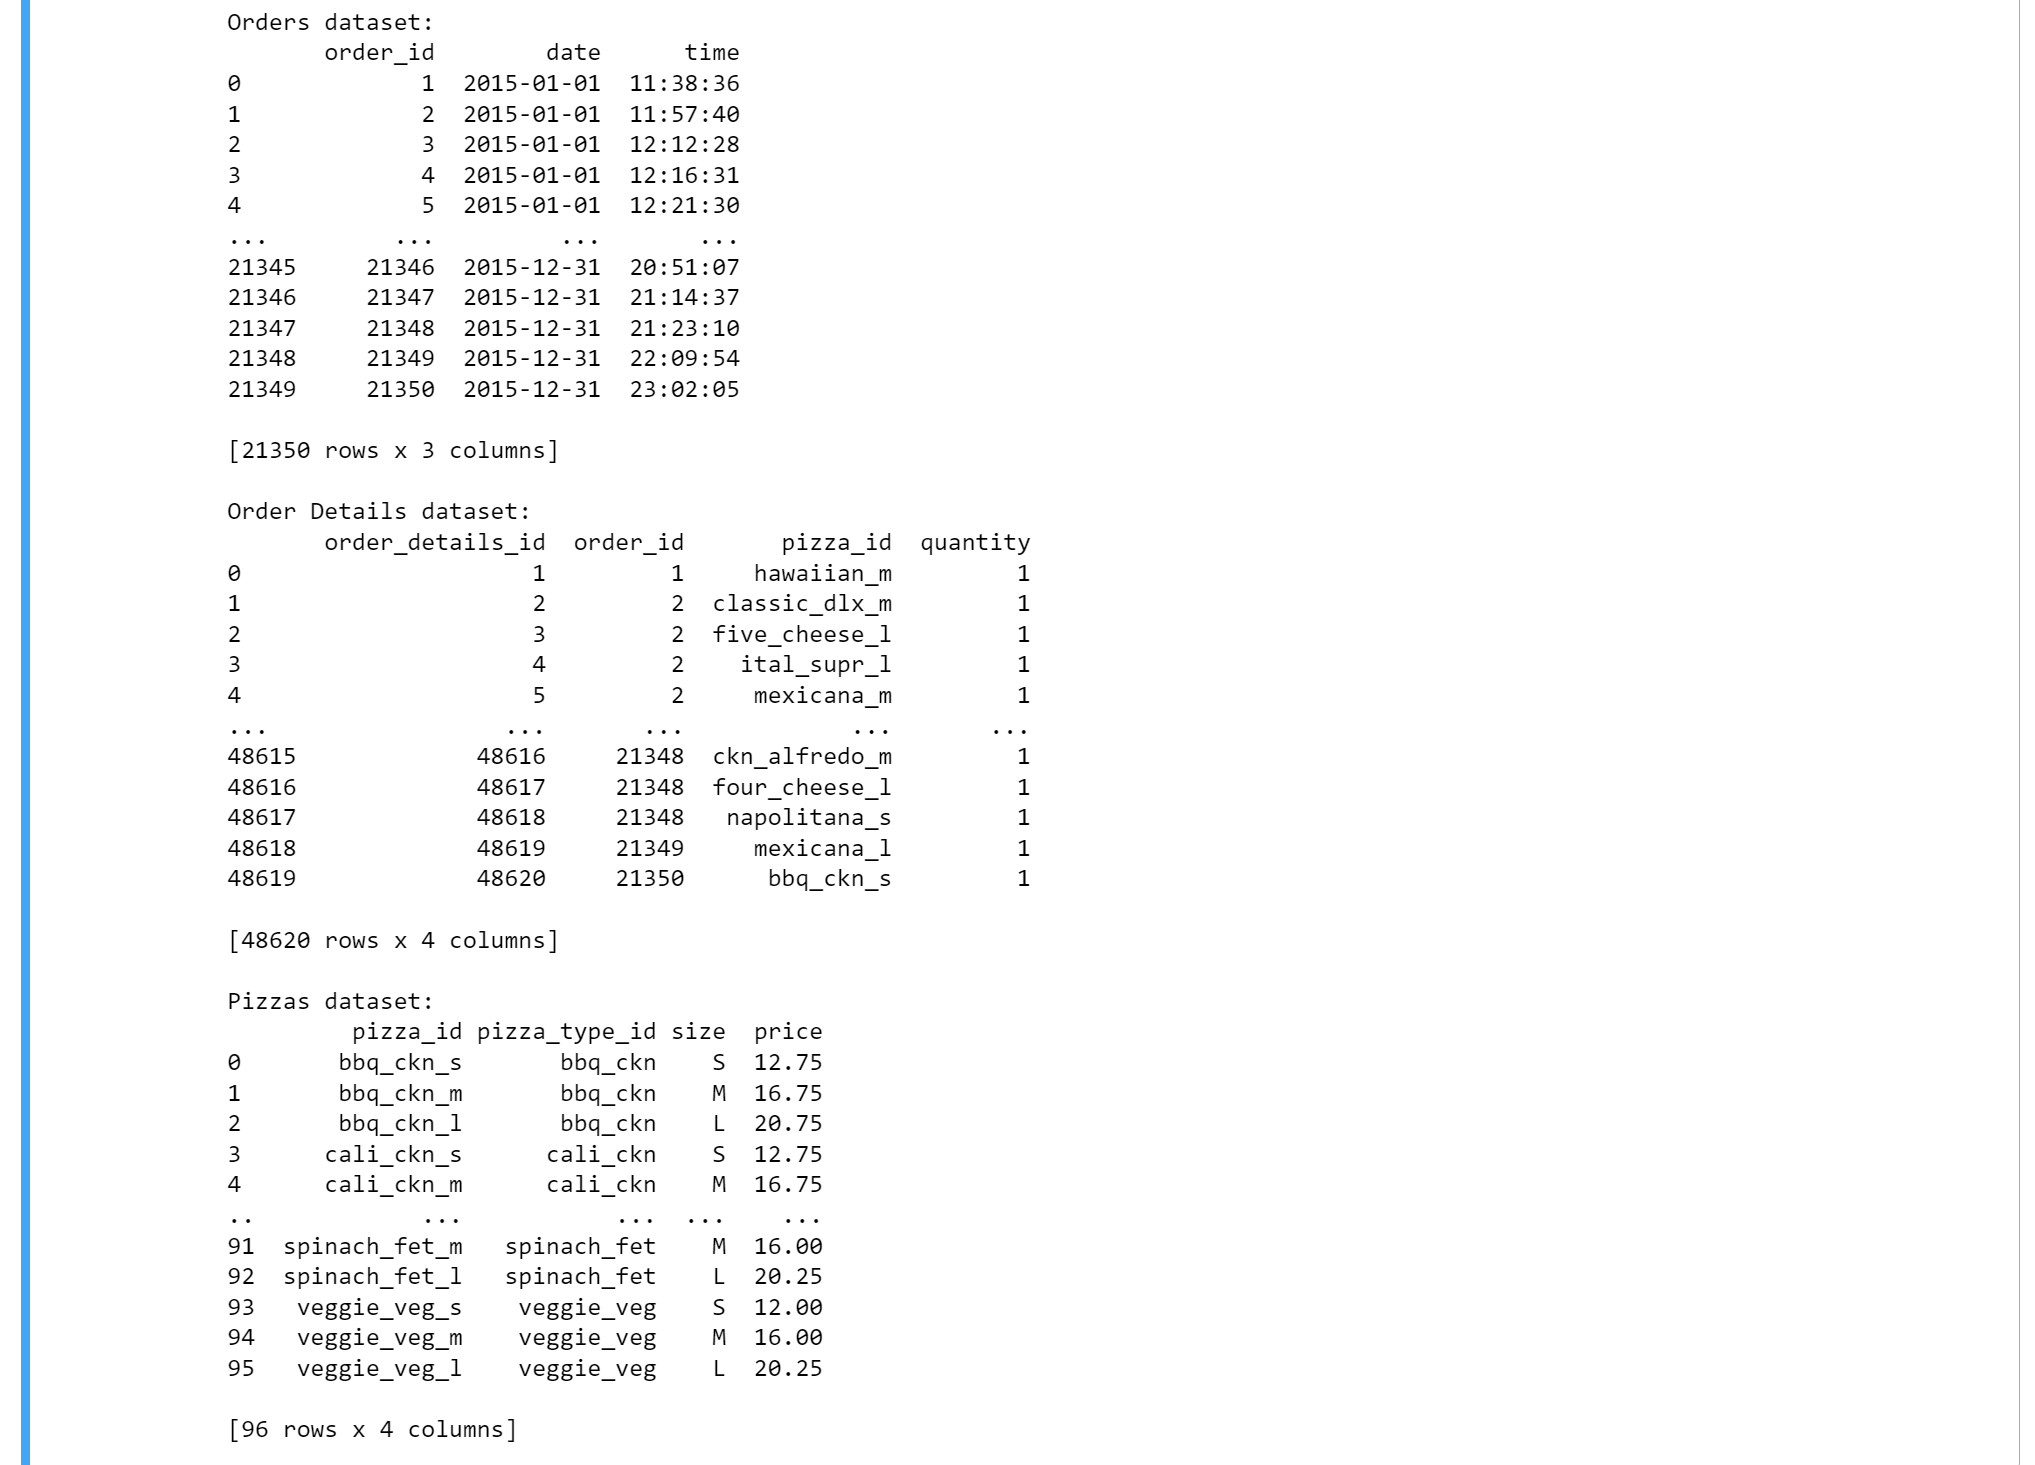 Orders dataset:
order_id date time
0 1 2015-01-01 11:38:36
1 2 2015-01-01 11:57:40
2 3 2015-01-01 12:12:28
3 4 2015-01-01 12:16:31
4 5 2015-01-01 12:21:30
... ... ... ...
21345 21346 2015-12-31 20:51:07
21346 21347 2015-12-31 21:14:37
21347 21348 2015-12-31 21:23:10
21348 21349 2015-12-31 22:09:54
21349 21350 2015-12-31 23:02:05
[21350 rows x 3 columns]
Order Details dataset:
order_details_id order_id pizza_id quantity
0 1 1 hawaiian_m 1
1 2 2 classic_dlx_m 1
2 3 2 five_cheese_l 1
3 4 2 ital_supr_l 1
4 5 2 mexicana_m 1
... ... ... ... ...
48615 48616 21348 ckn_alfredo_m 1
48616 48617 21348 four_cheese_l 1
48617 48618 21348 napolitana_s 1
48618 48619 21349 mexicana_l 1
48619 48620 21350 bbq_ckn_s 1
[48620 rows x 4 columns]
Pizzas dataset:
pizza_id pizza_type_id size price
0 bbq_ckn_s bbq_ckn S 12.75
1 bbq_ckn_m bbq_ckn M 16.75
2 bbq_ckn_l bbq_ckn L 20.75
3 cali_ckn_s cali_ckn S 12.75
4 cali_ckn_m cali_ckn M 16.75
.. ... ... ... ...
91 spinach_fet_m spinach_fet M 16.00
92 spinach_fet_l spinach_fet L 20.25
93 veggie_veg_s veggie_veg S 12.00
94 veggie_veg_m veggie_veg M 16.00
95 veggie_veg_l veggie_veg L 20.25
[96 rows x 4 columns]